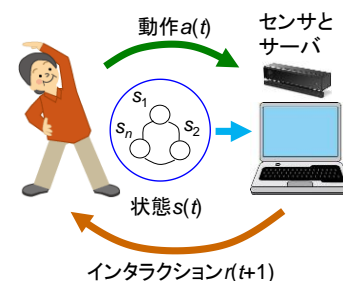 動作a(t)
センサと
サーバ
s1
sn
s2
状態s(t)
インタラクションr(t+1)